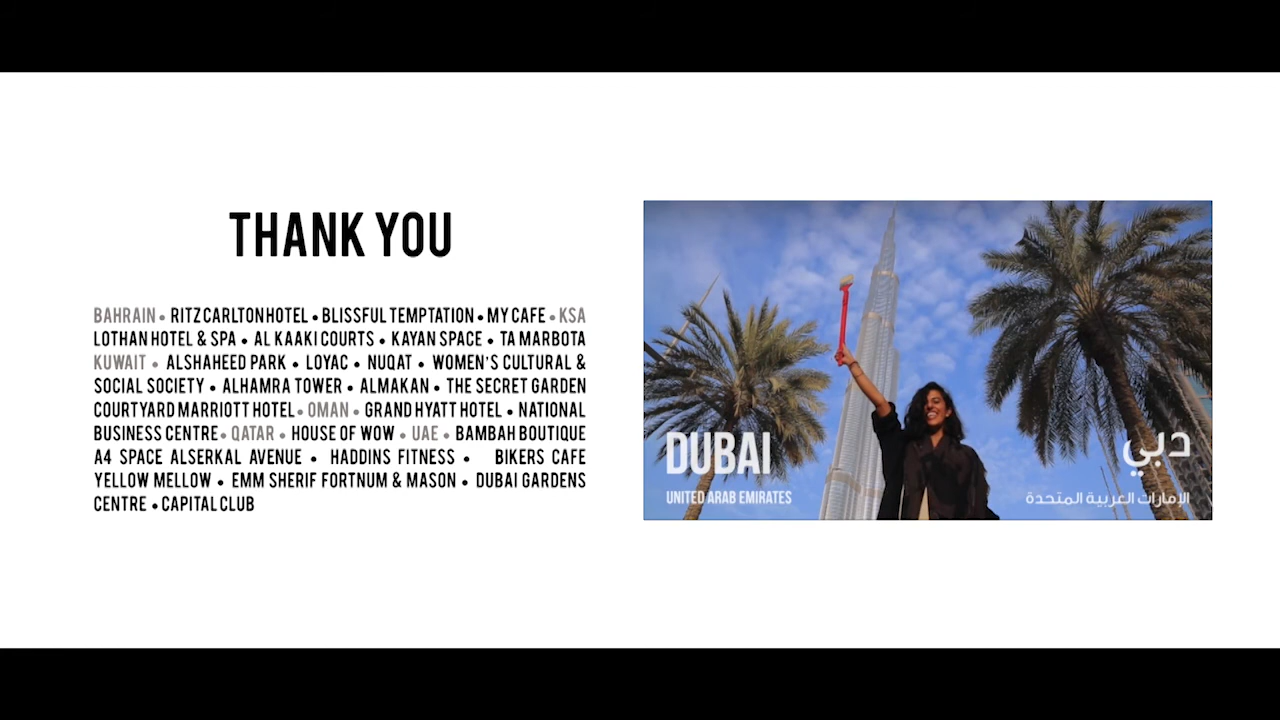 THANK YOU
BAHRAIN • RITZ CARLTON HOTEL • BLISSFUL TEMPTATION • MY CAFE • KSA
LOTHAN HOTEL & SPA • AL KAAKI COURTS • KAYAN SPACE • TA MARBOTA
KUWAIT • ALSHAHEED PARK • LOYAC • NUQAT • WOMEN'S CULTURAL &
SOCIAL SOCIETY • ALHAMRA TOWER • ALMAKAN • THE SECRET GARDEN
COURTYARD MARRIOTT HOTEL • OMAN • GRAND HYATT HOTEL • NATIONAL
BUSINESS CENTRE • QATAR • HOUSE OF WOW • UAE • BAMBAH BOUTIQUE
A4 SPACE ALSERKAL AVENUE • HADDINS FITNESS • BIKERS CAFE
YELLOW MELLOW • EMM SHERIF FORTNUM & MASON • DUBAI GARDENS
CENTRE • CAPITAL CLUB
DUBAI
UNITED ARAB EMIRATES
دبي
الإمارات العربية المتحدة